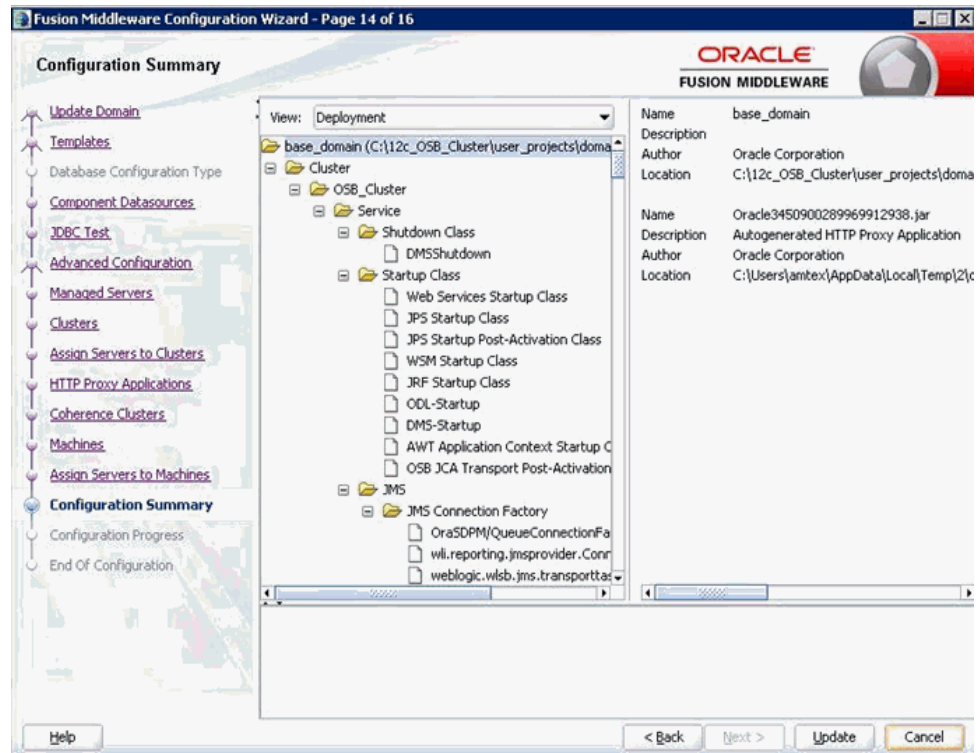 Fusion Middleware Configuration Wizard - Page 14 of 16
Configuration Summary
ORACLE
FUSION MIDDLEWARE
Update Domain
Templates
Database Configuration Type
Component Datasources
JDBC Test
Advanced Configuration
Managed Servers
Clusters
Assign Servers to Clusters
HTTP Proxy Applications
Coherence Clusters
Machines
Assign Servers to Machines
Configuration Summary
Configuration Progress
End Of Configuration
View: Deployment
base_domain (C:\12c_OSB_Cluster\user_projects\doma
Cluster
OSB_Cluster
Service
Shutdown Class
DMSShutdown
Startup Class
Web Services Startup Class
JPS Startup Class
JPS Startup Post-Activation Class
WSM Startup Class
JRF Startup Class
ODL-Startup
DMS-Startup
AWT Application Context Startup C
OSB JCA Transport Post-Activation
JMS
JMS Connection Factory
OraSDPM/QueueConnectionFa
wli.reporting.jmsprovider.Conn
weblogic.wlsb.jms.transporttas
Name base_domain
Description
Author Oracle Corporation
Location C:\12c_OSB_Cluster\user_projects\doma
Name Oracle3450900289969912938.jar
Description Autogenerated HTTP Proxy Application
Author Oracle Corporation
Location C:\Users\amtex\AppData\Local\Temp\2\c
Help
< Back
Next >
Update
Cancel